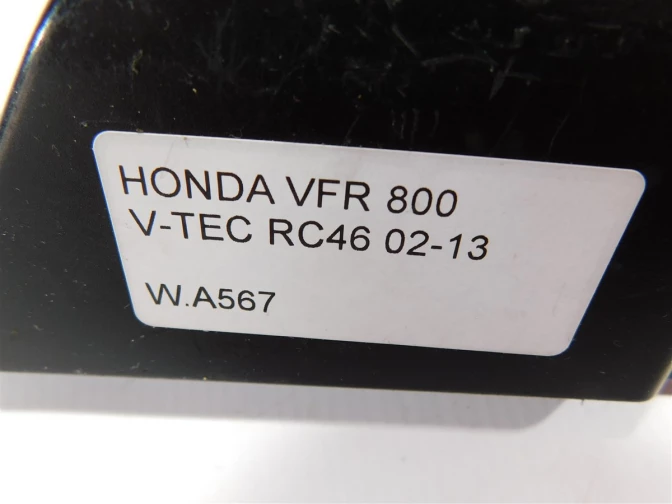 HONDA VFR 800
V-TEC RC46 02-13
W.A567